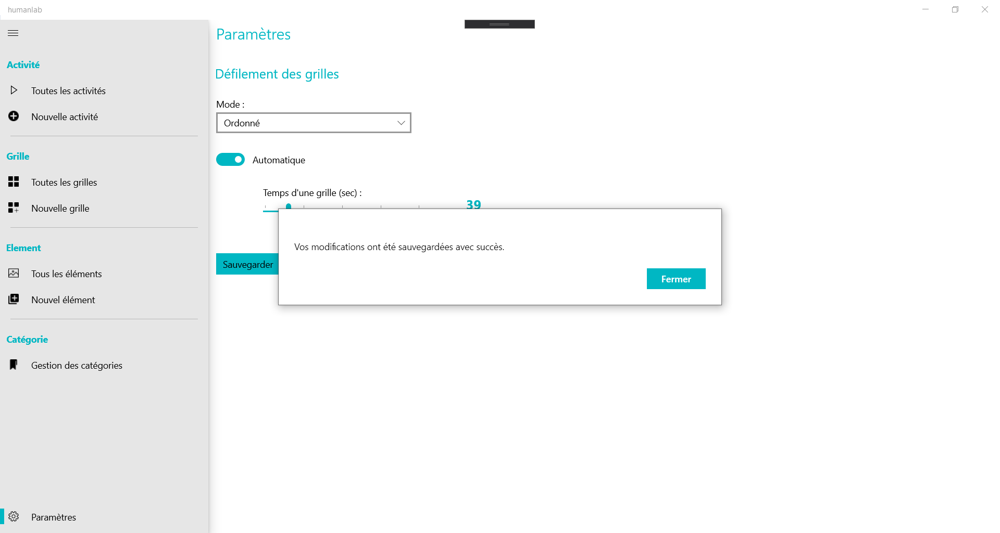 humanlab
Activité
Toutes les activités
Nouvelle activité
Grille
Toutes les grilles
Nouvelle grille
Element
Tous les éléments
Nouvel élément
Catégorie
Gestion des catégories
Paramètres
Paramètres
Défilement des grilles
Mode :
Ordonné
Automatique
Temps d'une grille (sec) :
39
Sauvegarder
Vos modifications ont été sauvegardées avec succès.
Fermer